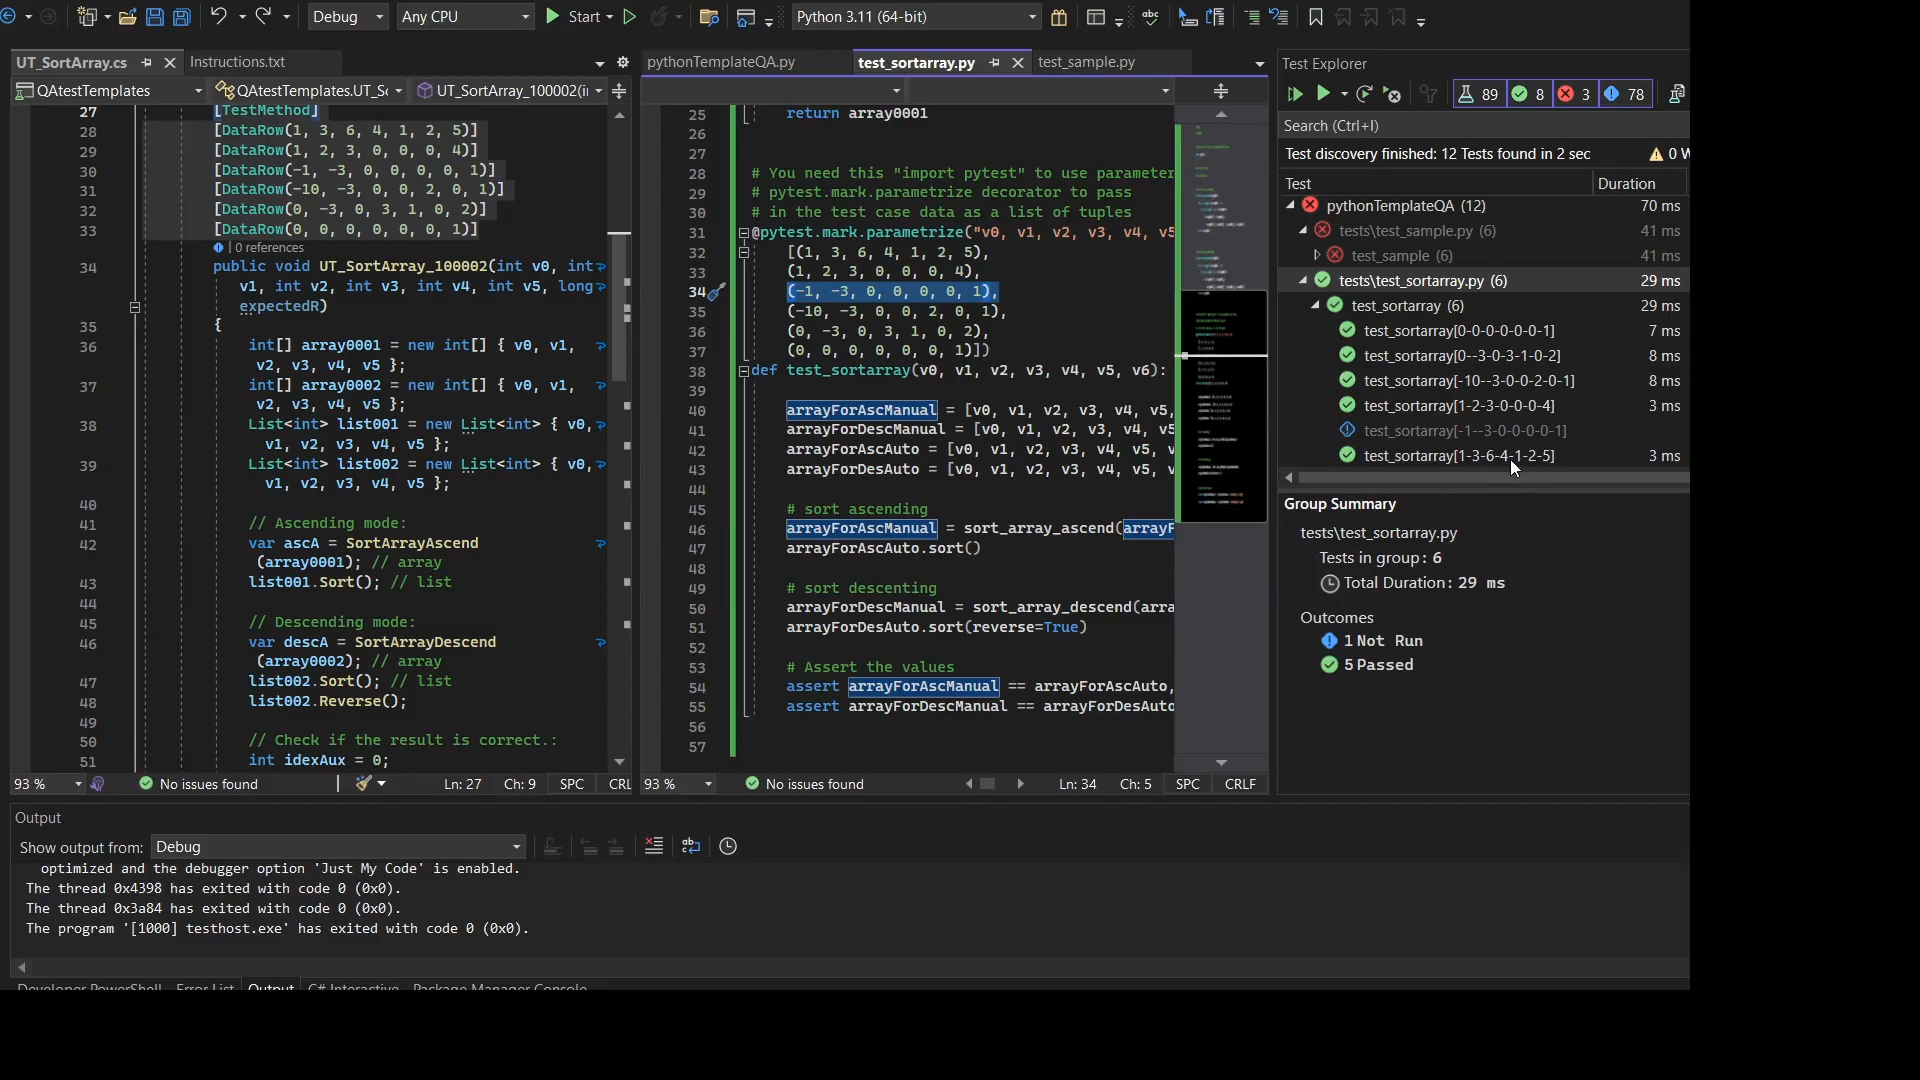 Debug
Any CPU
Start
Python 3.11 (64-bit)
UT_SortArray.cs
Instructions.txt
QAtestTemplates
QAtestTemplates.UT_Sc
UT_SortArray_100002(i
27 [TestMethod]
28 [DataRow(1, 3, 6, 4, 1, 2, 5)]
29 [DataRow(1, 2, 3, 0, 0, 0, 4)]
30 [DataRow(-1, -3, 0, 0, 0, 0, 1)]
31 [DataRow(-10, -3, 0, 0, 2, 0, 1)]
32 [DataRow(0, -3, 0, 3, 1, 0, 2)]
33 [DataRow(0, 0, 0, 0, 0, 0, 1)]
0 references
34 public void UT_SortArray_100002(int v0, int
v1, int v2, int v3, int v4, int v5, long
expectedR)
35 {
36 int[] array0001 = new int[] { v0, v1,
v2, v3, v4, v5 };
37 int[] array0002 = new int[] { v0, v1,
v2, v3, v4, v5 };
38 List<int> list001 = new List<int> { v0,
v1, v2, v3, v4, v5 };
39 List<int> list002 = new List<int> { v0,
v1, v2, v3, v4, v5 };
40
41 // Ascending mode:
42 var ascA = SortArrayAscend
(array0001); // array
43 list001.Sort(); // list
44
45 // Descending mode:
46 var descA = SortArrayDescend
(array0002); // array
47 list002.Sort(); // list
48 list002.Reverse();
49
50 // Check if the result is correct.:
51 int idexAux = 0;
93 %
No issues found
Ln: 27
Ch: 9
SPC
CRL
pythonTemplateQA.py
test_sortarray.py
test_sample.py
25 return array0001
26
27
28 # You need this "import pytest" to use parameter
29 # pytest.mark.parametrize decorator to pass
30 # in the test case data as a list of tuples
31 @pytest.mark.parametrize("v0, v1, v2, v3, v4, v5
32 [(1, 3, 6, 4, 1, 2, 5),
33 (1, 2, 3, 0, 0, 0, 4),
34 (-1, -3, 0, 0, 0, 0, 1),
35 (-10, -3, 0, 0, 2, 0, 1),
36 (0, -3, 0, 3, 1, 0, 2),
37 (0, 0, 0, 0, 0, 0, 1)])
38 def test_sortarray(v0, v1, v2, v3, v4, v5, v6):
39
40 arrayForAscManual = [v0, v1, v2, v3, v4, v5,
41 arrayForDescManual = [v0, v1, v2, v3, v4, v5
42 arrayForAscAuto = [v0, v1, v2, v3, v4, v5, v
43 arrayForDesAuto = [v0, v1, v2, v3, v4, v5, v
44
45 # sort ascending
46 arrayForAscManual = sort_array_ascend(arrayF
47 arrayForAscAuto.sort()
48
49 # sort descenting
50 arrayForDescManual = sort_array_descend(arra
51 arrayForDesAuto.sort(reverse=True)
52
53 # Assert the values
54 assert arrayForAscManual == arrayForAscAuto,
55 assert arrayForDescManual == arrayForDesAuto
56
57
93 %
No issues found
Ln: 34
Ch: 5
SPC
CRLF
Test Explorer
89 8 3 78
Search (Ctrl+I)
Test discovery finished: 12 Tests found in 2 sec
0 W
Test Duration
pythonTemplateQA (12) 70 ms
tests\test_sample.py (6) 41 ms
test_sample (6) 41 ms
tests\test_sortarray.py (6) 29 ms
test_sortarray (6) 29 ms
test_sortarray[0-0-0-0-0-0-1] 7 ms
test_sortarray[0--3-0-3-1-0-2] 8 ms
test_sortarray[-10--3-0-0-2-0-1] 8 ms
test_sortarray[1-2-3-0-0-0-4] 3 ms
test_sortarray[-1--3-0-0-0-0-1]
test_sortarray[1-3-6-4-1-2-5] 3 ms
Group Summary
tests\test_sortarray.py
Tests in group: 6
Total Duration: 29 ms
Outcomes
1 Not Run
5 Passed
Output
Show output from: Debug
optimized and the debugger option 'Just My Code' is enabled.
The thread 0x4398 has exited with code 0 (0x0).
The thread 0x3a84 has exited with code 0 (0x0).
The program '[1000] testhost.exe' has exited with code 0 (0x0).
Developer PowerShell Error List Output C# Interactive Package Manager Console